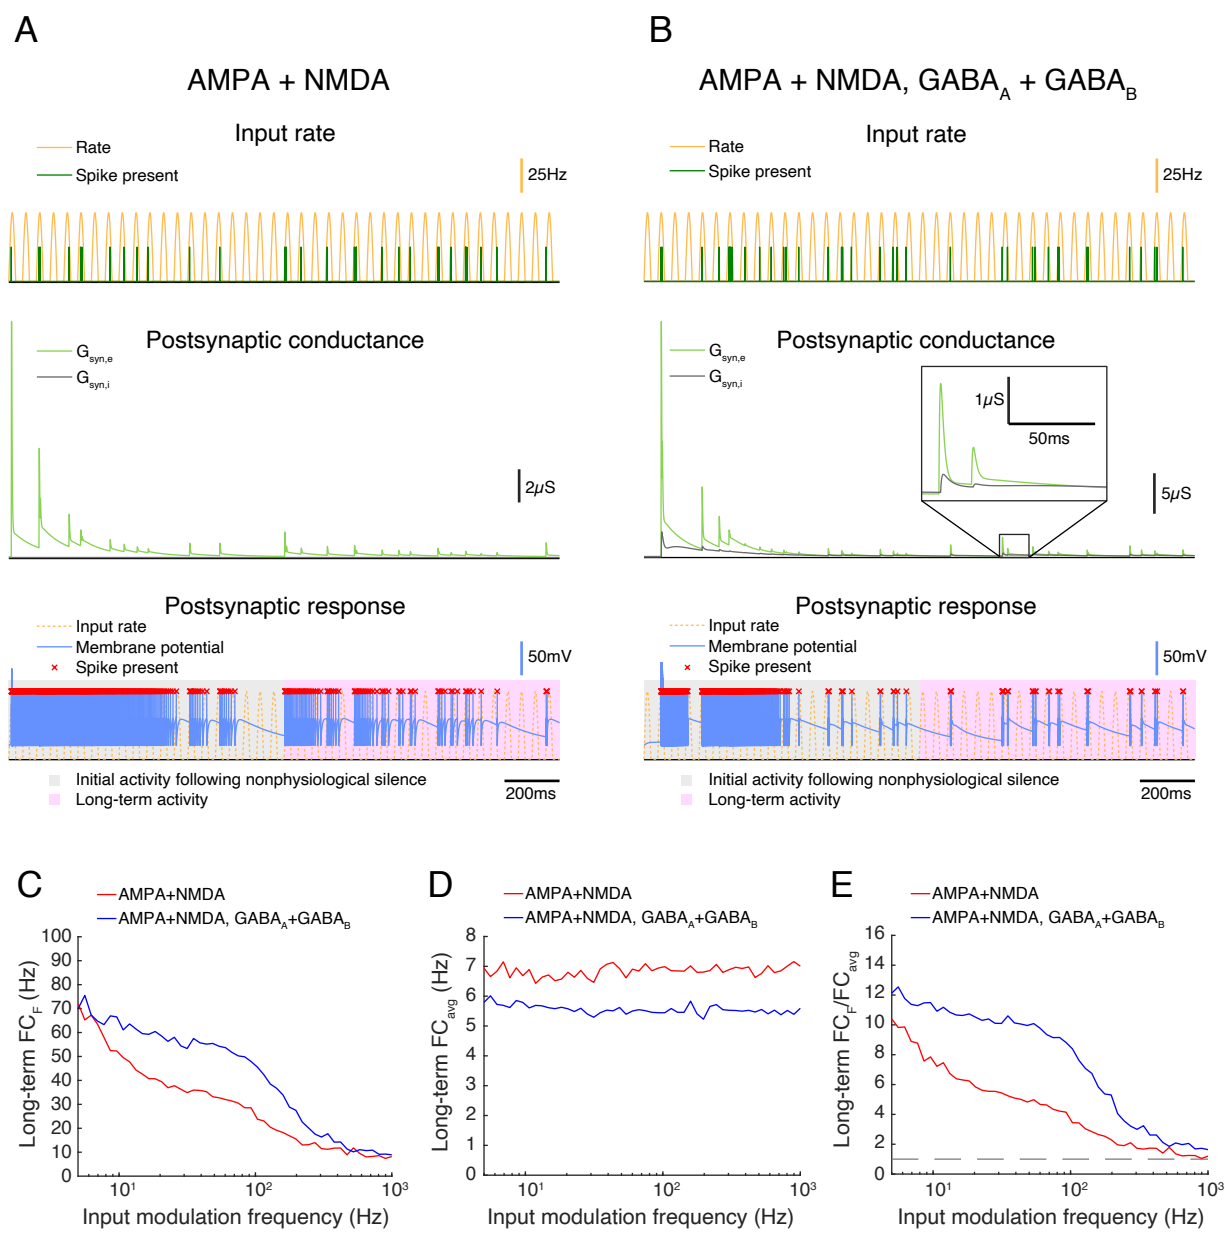 A
AMPA + NMDA
Input rate
Rate
Spike present
25Hz
Postsynaptic conductance
Gsyn,e
Gsyn,i
2µS
Postsynaptic response
Input rate
Membrane potential
Spike present
50mV
Initial activity following nonphysiological silence
Long-term activity
200ms
B
AMPA + NMDA, GABAA + GABAB
Input rate
Rate
Spike present
25Hz
Postsynaptic conductance
Gsyn,e
Gsyn,i
1µS
50ms
5µS
Postsynaptic response
Input rate
Membrane potential
Spike present
50mV
Initial activity following nonphysiological silence
Long-term activity
200ms
C
AMPA+NMDA
AMPA+NMDA, GABAA+GABAB
Long-term FCF (Hz)
100
90
80
70
60
50
40
30
20
10
0
10¹ 10² 10³
Input modulation frequency (Hz)
D
AMPA+NMDA
AMPA+NMDA, GABAA+GABAB
Long-term FCavg (Hz)
8
7
6
5
4
3
2
1
0
10¹ 10² 10³
Input modulation frequency (Hz)
E
AMPA+NMDA
AMPA+NMDA, GABAA+GABAB
Long-term FCF/FCavg
16
14
12
10
8
6
4
2
0
10¹ 10² 10³
Input modulation frequency (Hz)